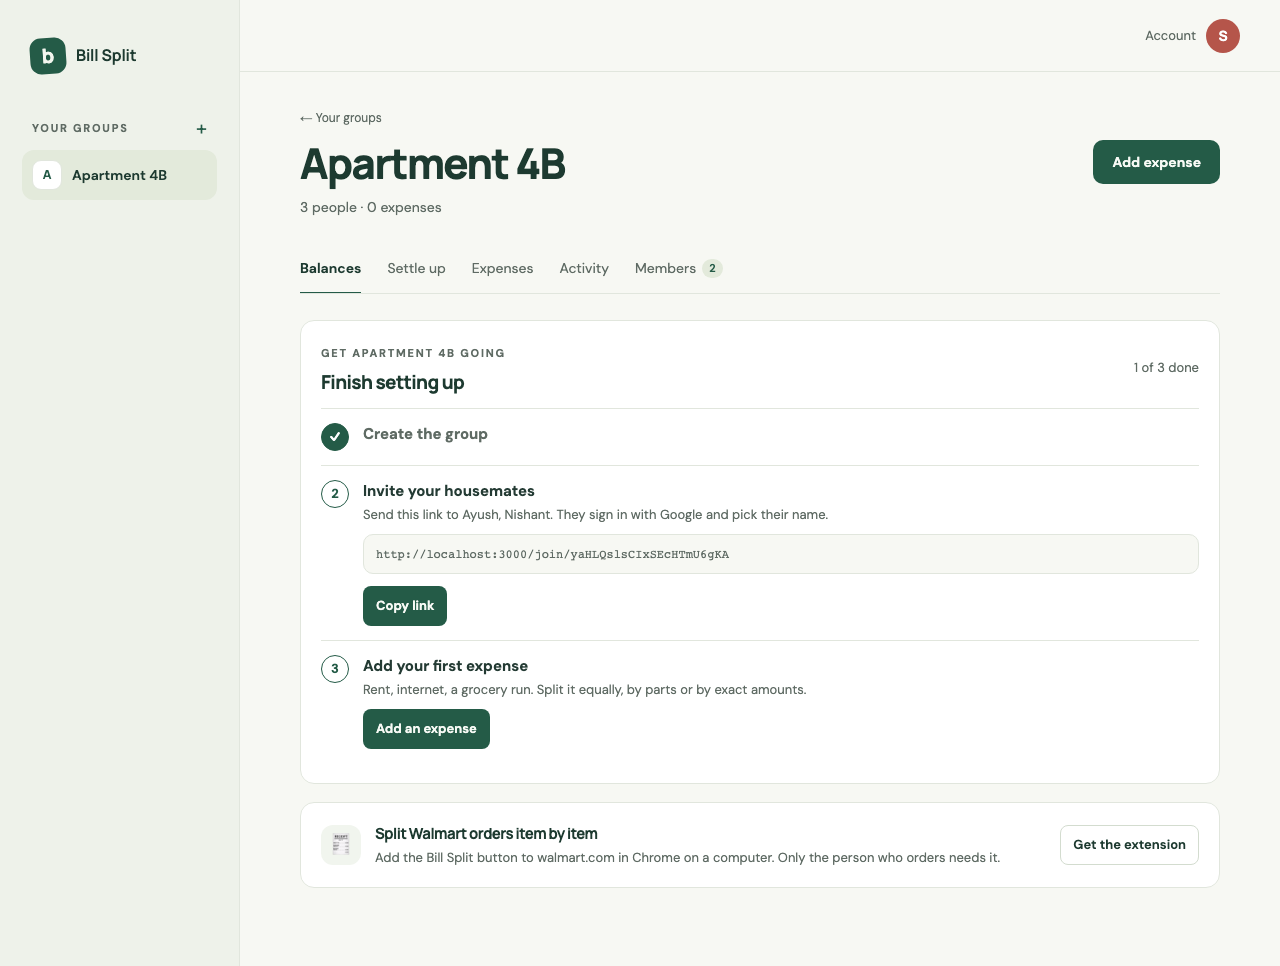 b Bill Split
Account S
YOUR GROUPS +
A Apartment 4B
← Your groups
Apartment 4B
Add expense
3 people · 0 expenses
Balances Settle up Expenses Activity Members 2
GET APARTMENT 4B GOING
Finish setting up
1 of 3 done
Create the group
2 Invite your housemates
Send this link to Ayush, Nishant. They sign in with Google and pick their name.
http://localhost:3000/join/yaHLQslsCIxSEcHTmU6gKA
Copy link
3 Add your first expense
Rent, internet, a grocery run. Split it equally, by parts or by exact amounts.
Add an expense
Split Walmart orders item by item
Add the Bill Split button to walmart.com in Chrome on a computer. Only the person who orders needs it.
Get the extension